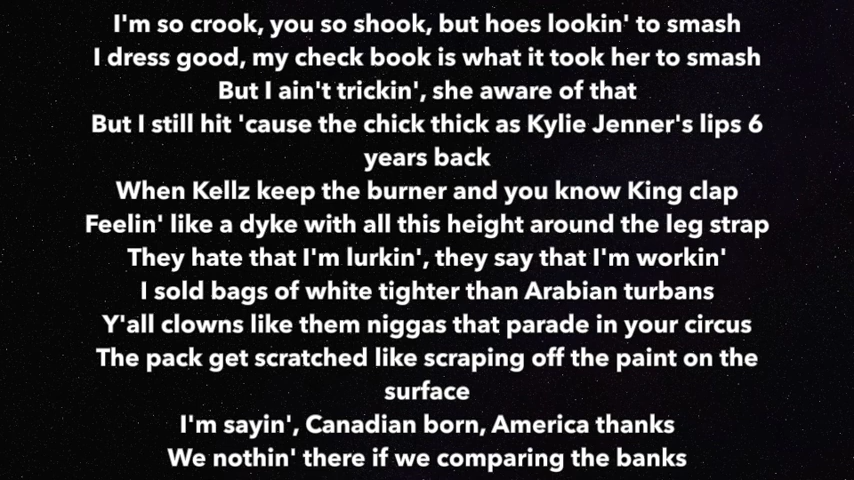 I'm so crook, you so shook, but hoes lookin' to smash
I dress good, my check book is what it took her to smash
But I ain't trickin', she aware of that
But I still hit 'cause the chick thick as Kylie Jenner's lips 6
years back
When Kellz keep the burner and you know King clap
Feelin' like a dyke with all this height around the leg strap
They hate that I'm lurkin', they say that I'm workin'
I sold bags of white tighter than Arabian turbans
Y'all clowns like them niggas that parade in your circus
The pack get scratched like scraping off the paint on the
surface
I'm sayin', Canadian born, America thanks
We nothin' there if we comparing the banks